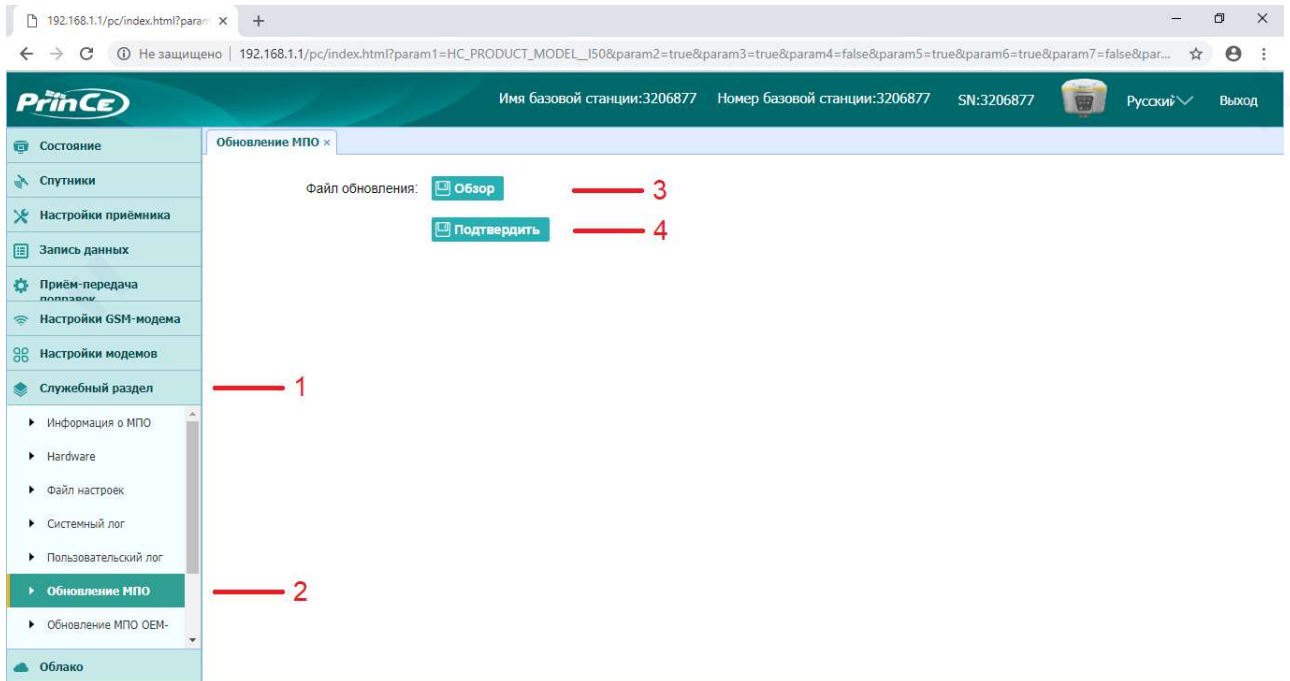 192.168.1.1/pc/index.html?param
Не защищено 192.168.1.1/pc/index.html?param1=HC_PRODUCT_MODEL__I50&param2=true&param3=true&param4=false&param5=true&param6=true&param7=false&par...
PrinCe Имя базовой станции:3206877 Номер базовой станции:3206877 SN:3206877 Русский Выход
Состояние
Обновление МПО ×
Спутники
Файл обновления: Обзор 3
Настройки приёмника
Подтвердить 4
Запись данных
Приём-передача
поправок
Настройки GSM-модема
Настройки модемов
Служебный раздел 1
Информация о МПО
Hardware
Файл настроек
Системный лог
Пользовательский лог
Обновление МПО 2
Обновление МПО OEM-
Облако